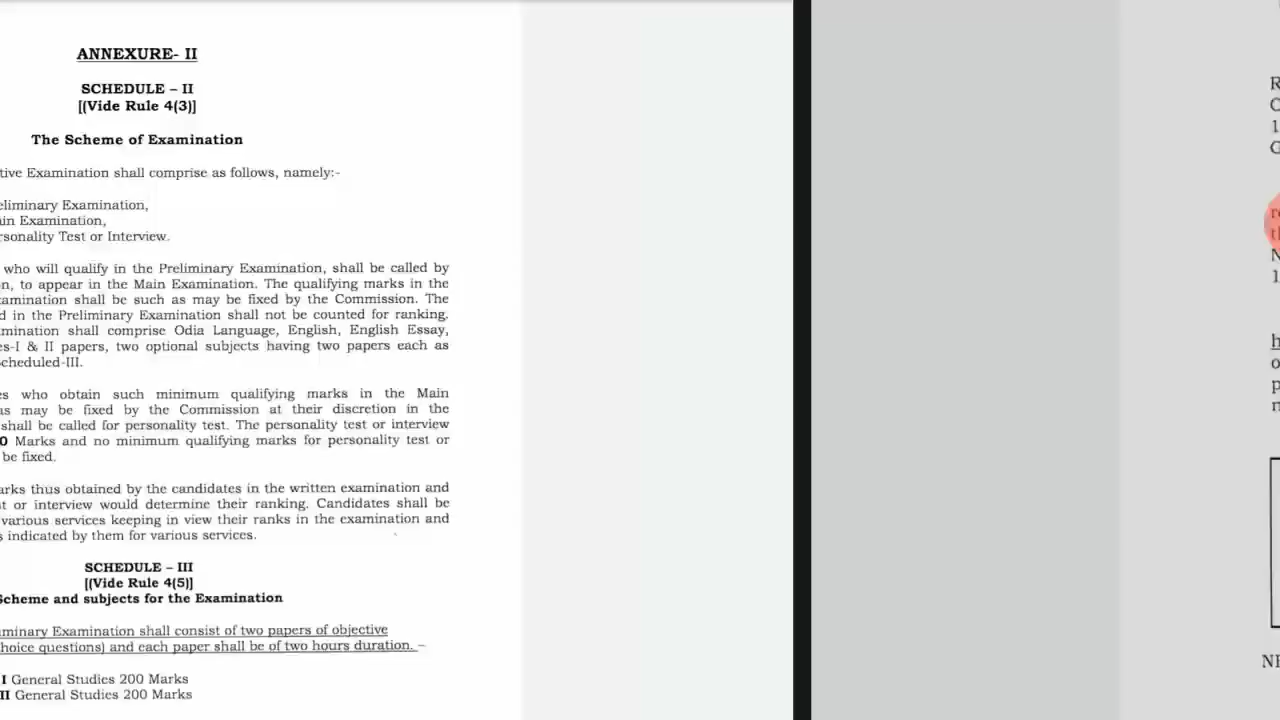 ANNEXURE- II
SCHEDULE – II
[(Vide Rule 4(3)]
The Scheme of Examination
tive Examination shall comprise as follows, namely:-
eliminary Examination,
ain Examination,
rsonality Test or Interview.
who will qualify in the Preliminary Examination, shall be called by
n, to appear in the Main Examination. The qualifying marks in the
xamination shall be such as may be fixed by the Commission. The
d in the Preliminary Examination shall not be counted for ranking.
mination shall comprise Odia Language, English, English Essay,
es-I & II papers, two optional subjects having two papers each as
cheduled-III.
es who obtain such minimum qualifying marks in the Main
as may be fixed by the Commission at their discretion in the
shall be called for personality test. The personality test or interview
0 Marks and no minimum qualifying marks for personality test or
be fixed.
arks thus obtained by the candidates in the written examination and
st or interview would determine their ranking. Candidates shall be
various services keeping in view their ranks in the examination and
s indicated by them for various services.
SCHEDULE – III
[(Vide Rule 4(5)]
Scheme and subjects for the Examination
minary Examination shall consist of two papers of objective
hoice questions) and each paper shall be of two hours duration. –
I General Studies 200 Marks
II General Studies 200 Marks